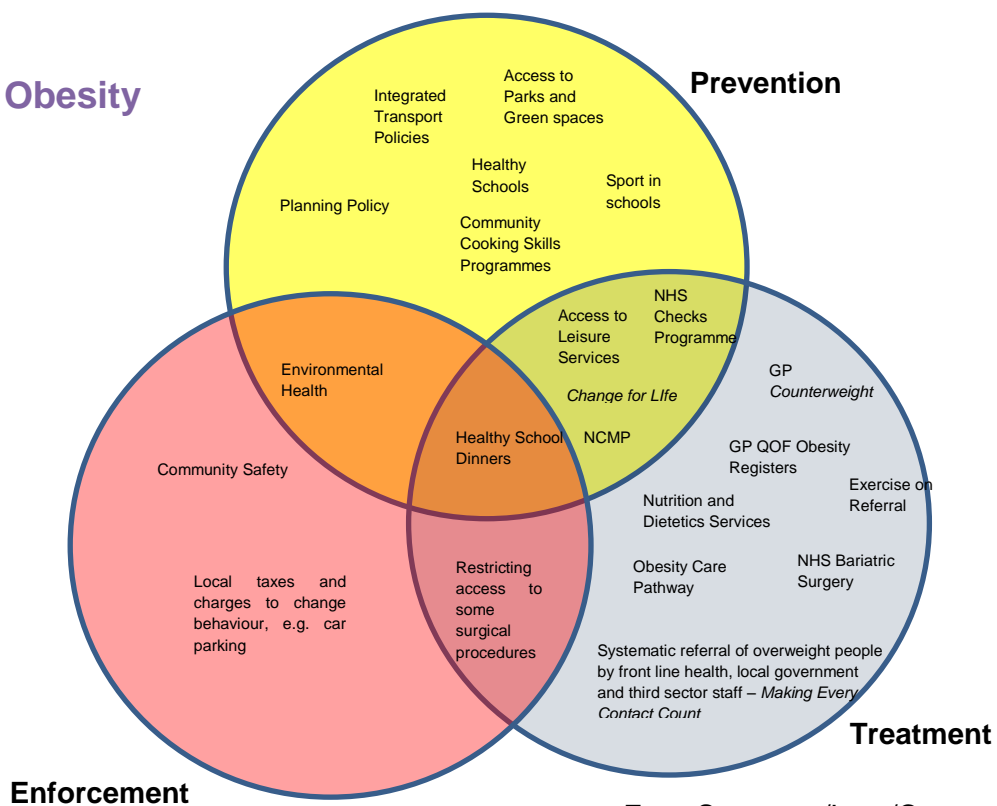 Obesity
Prevention
Integrated
Transport
Policies
Access to
Parks and
Green spaces
Healthy
Schools
Sport in
schools
Planning Policy
Community
Cooking Skills
Programmes
NHS
Checks
Programme
Access to
Leisure
Services
Change for LIfe
NCMP
Environmental
Health
Healthy School
Dinners
Community Safety
GP
Counterweight
GP QOF Obesity
Registers
Exercise on
Referral
Nutrition and
Dietetics Services
Obesity Care
Pathway
NHS Bariatric
Surgery
Local taxes and
charges to change
behaviour, e.g. car
parking
Restricting
access to
some
surgical
procedures
Systematic referral of overweight people
by front line health, local government
and third sector staff – Making Every
Contact Count
Treatment
Enforcement